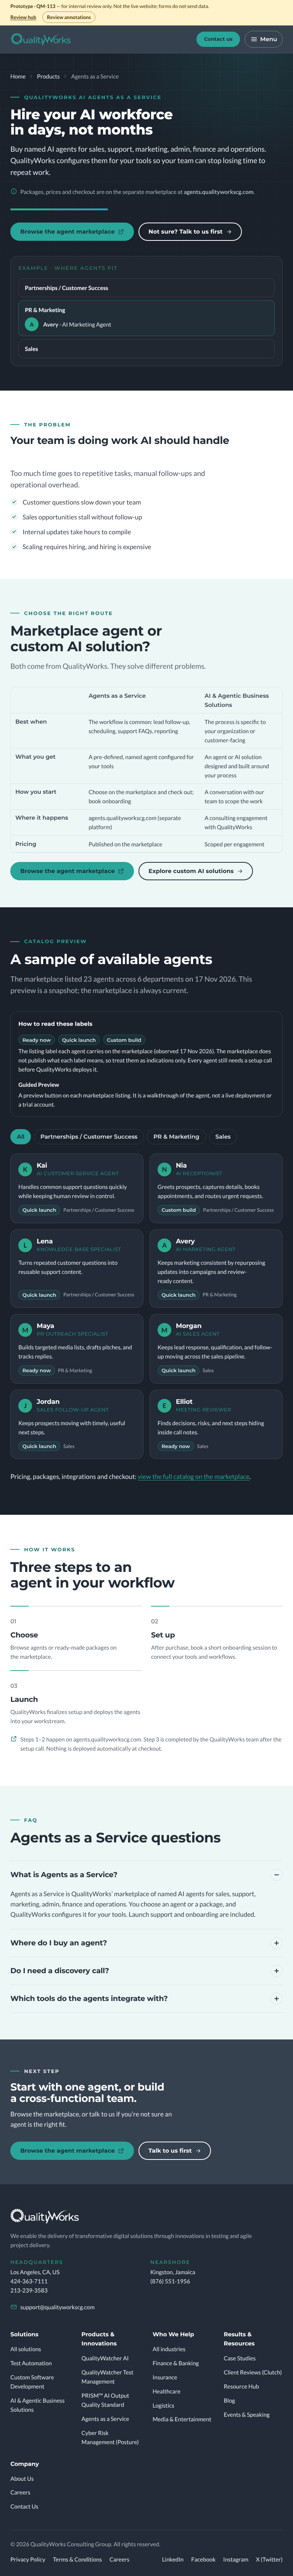 Prototype · QM-113 — for internal review only. Not the live website; forms do not send data.
Review hub
Review annotations
QualityWorks
Contact us
Menu
Home > Products > Agents as a Service
QUALITYWORKS AI AGENTS AS A SERVICE
Hire your AI workforce
in days, not months
Buy named AI agents for sales, support, marketing, admin, finance and operations.
QualityWorks configures them for your tools so your team can stop losing time to
repeat work.
Packages, prices and checkout are on the separate marketplace at agents.qualityworkscg.com.
Browse the agent marketplace
Not sure? Talk to us first →
EXAMPLE · WHERE AGENTS FIT
Partnerships / Customer Success
PR & Marketing
A
Avery · AI Marketing Agent
Sales
THE PROBLEM
Your team is doing work AI should handle
Too much time goes to repetitive tasks, manual follow-ups and
operational overhead.
Customer questions slow down your team
Sales opportunities stall without follow-up
Internal updates take hours to compile
Scaling requires hiring, and hiring is expensive
CHOOSE THE RIGHT ROUTE
Marketplace agent or
custom AI solution?
Both come from QualityWorks. They solve different problems.
Agents as a Service
AI & Agentic Business
Solutions
Best when
The workflow is common: lead follow-up,
scheduling, support FAQs, reporting
The process is specific to
your organization or
customer-facing
What you get
A pre-defined, named agent configured for
your tools
An agent or AI solution
designed and built around
your process
How you start
Choose on the marketplace and check out;
book onboarding
A conversation with our
team to scope the work
Where it happens
agents.qualityworkscg.com (separate
platform)
A consulting engagement
with QualityWorks
Pricing
Published on the marketplace
Scoped per engagement
Browse the agent marketplace
Explore custom AI solutions →
CATALOG PREVIEW
A sample of available agents
The marketplace listed 23 agents across 6 departments on 17 Nov 2026. This
preview is a snapshot; the marketplace is always current.
How to read these labels
Ready now
Quick launch
Custom build
The listing label each agent carries on the marketplace (observed 17 Nov 2026). The marketplace does
not publish what each label means, so treat them as indications only. Every agent still needs a setup call
before QualityWorks deploys it.
Guided Preview
A preview button on each marketplace listing. It is a walkthrough of the agent, not a live deployment or
a trial account.
All
Partnerships / Customer Success
PR & Marketing
Sales
K
Kai
AI CUSTOMER SERVICE AGENT
Handles common support questions quickly
while keeping human review in control.
Quick launch
Partnerships / Customer Success
N
Nia
AI RECEPTIONIST
Greets prospects, captures details, books
appointments, and routes urgent requests.
Custom build
Partnerships / Customer Success
L
Lena
KNOWLEDGE BASE SPECIALIST
Turns repeated customer questions into
reusable support content.
Quick launch
Partnerships / Customer Success
A
Avery
AI MARKETING AGENT
Keeps marketing consistent by repurposing
updates into campaigns and review-
ready content.
Quick launch
PR & Marketing
M
Maya
PR OUTREACH SPECIALIST
Builds targeted media lists, drafts pitches, and
tracks replies.
Ready now
PR & Marketing
M
Morgan
AI SALES AGENT
Keeps lead response, qualification, and follow-
up moving across the sales pipeline.
Quick launch
Sales
J
Jordan
SALES FOLLOW-UP AGENT
Keeps prospects moving with timely, useful
next steps.
Quick launch
Sales
E
Elliot
MEETING REVIEWER
Finds decisions, risks, and next steps hiding
inside call notes.
Ready now
Sales
Pricing, packages, integrations and checkout: view the full catalog on the marketplace.
HOW IT WORKS
Three steps to an
agent in your workflow
01
Choose
Browse agents or ready-made packages on
the marketplace.
02
Set up
After purchase, book a short onboarding session to
connect your tools and workflows.
03
Launch
QualityWorks finalizes setup and deploys the agents
into your workstream.
Steps 1–2 happen on agents.qualityworkscg.com. Step 3 is completed by the QualityWorks team after the
setup call. Nothing is deployed automatically at checkout.
FAQ
Agents as a Service questions
What is Agents as a Service?
Agents as a Service is QualityWorks' marketplace of named AI agents for sales, support,
marketing, admin, finance and operations. You choose an agent or a package, and
QualityWorks configures it for your tools. Launch support and onboarding are included.
Where do I buy an agent?
Do I need a discovery call?
Which tools do the agents integrate with?
NEXT STEP
Start with one agent, or build
a cross-functional team.
Browse the marketplace, or talk to us if you're not sure an
agent is the right fit.
Browse the agent marketplace
Talk to us first →
QualityWorks
We enable the delivery of transformative digital solutions through innovations in testing and agile
project delivery.
HEADQUARTERS
Los Angeles, CA, US
424-363-7111
213-239-3583
NEARSHORE
Kingston, Jamaica
(876) 551-1956
support@qualityworkscg.com
Solutions
All solutions
Test Automation
Custom Software
Development
AI & Agentic Business
Solutions
Products &
Innovations
QualityWatcher AI
QualityWatcher Test
Management
PRISM™ AI Output
Quality Standard
Agents as a Service
Cyber Risk
Management (Posture)
Who We Help
All industries
Finance & Banking
Insurance
Healthcare
Logistics
Media & Entertainment
Results &
Resources
Case Studies
Client Reviews (Clutch)
Resource Hub
Blog
Events & Speaking
Company
About Us
Careers
Contact Us
© 2026 QualityWorks Consulting Group. All rights reserved.
Privacy Policy
Terms & Conditions
Careers
LinkedIn
Facebook
Instagram
X (Twitter)